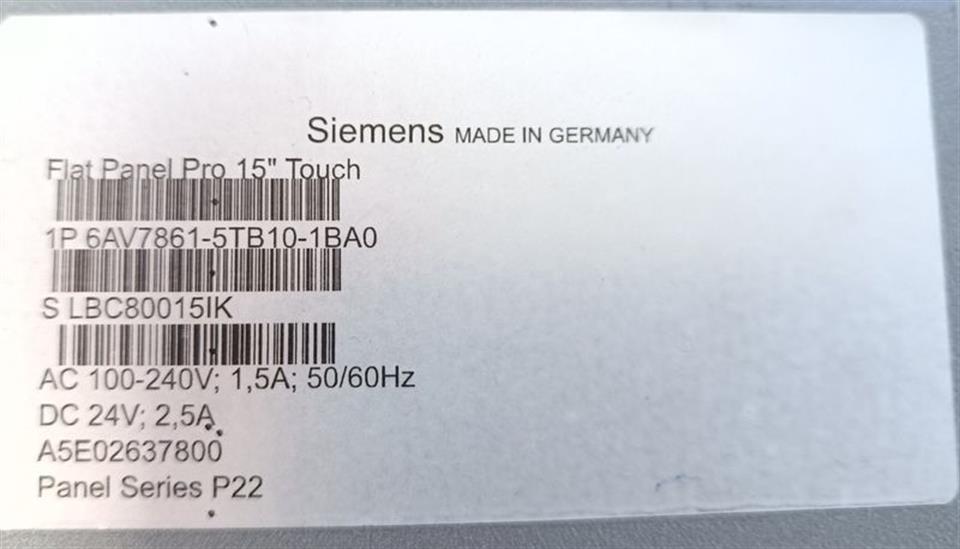 Siemens MADE IN GERMANY
Flat Panel Pro 15" Touch
1P 6AV7861-5TB10-1BA0
S LBC80015IK
AC 100-240V; 1,5A; 50/60Hz
DC 24V; 2,5A
A5E02637800
Panel Series P22